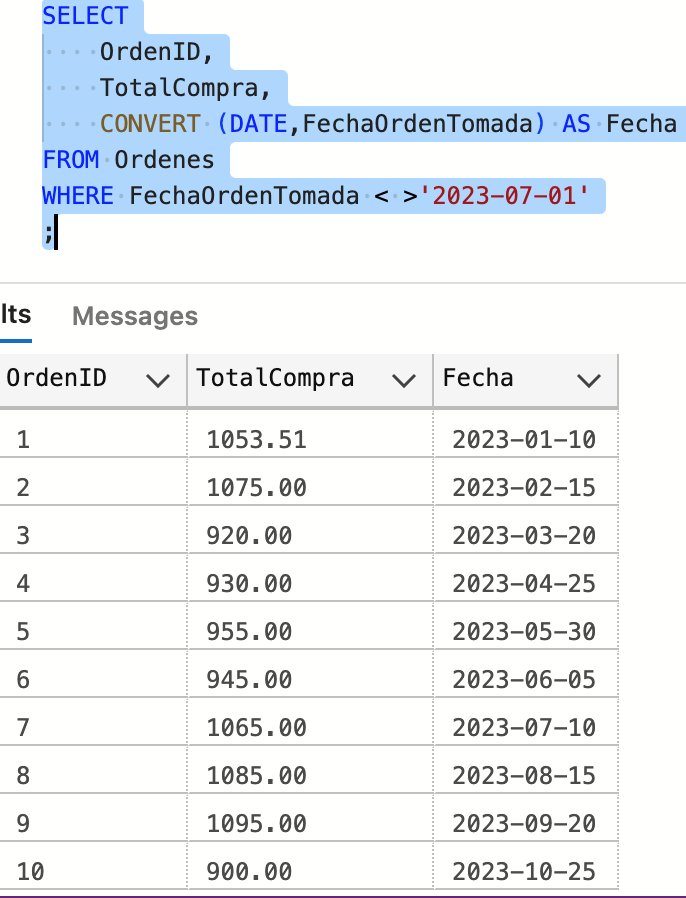 SELECT
OrdenID,
TotalCompra,
CONVERT (DATE,FechaOrdenTomada) AS Fecha
FROM Ordenes
WHERE FechaOrdenTomada < >'2023-07-01'
;
lts Messages
OrdenID TotalCompra Fecha
1 1053.51 2023-01-10
2 1075.00 2023-02-15
3 920.00 2023-03-20
4 930.00 2023-04-25
5 955.00 2023-05-30
6 945.00 2023-06-05
7 1065.00 2023-07-10
8 1085.00 2023-08-15
9 1095.00 2023-09-20
10 900.00 2023-10-25